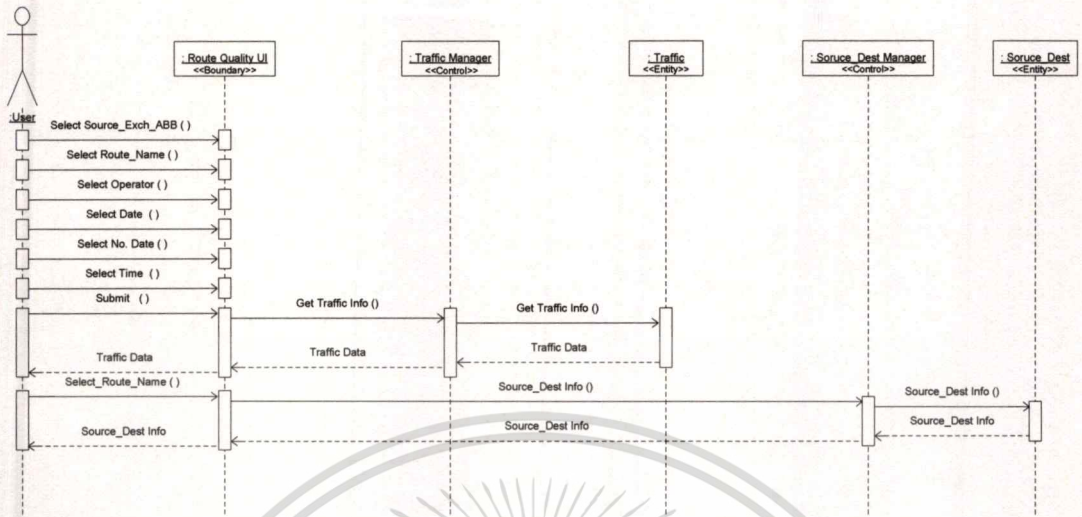 : Route Quality UI
<<Boundary>>
: Traffic Manager
<<Control>>
: Traffic
<<Entity>>
: Soruce_Dest Manager
<<Control>>
: Soruce_Dest
<<Entity>>
:User
Select Source_Exch_ABB ( )
Select Route_Name ( )
Select Operator ( )
Select Date ( )
Select No. Date ( )
Select Time ( )
Submit ( )
Get Traffic Info ()
Get Traffic Info ()
Traffic Data
Traffic Data
Traffic Data
Select_Route_Name ( )
Source_Dest Info ()
Source_Dest Info ()
Source_Dest Info
Source_Dest Info
Source_Dest Info